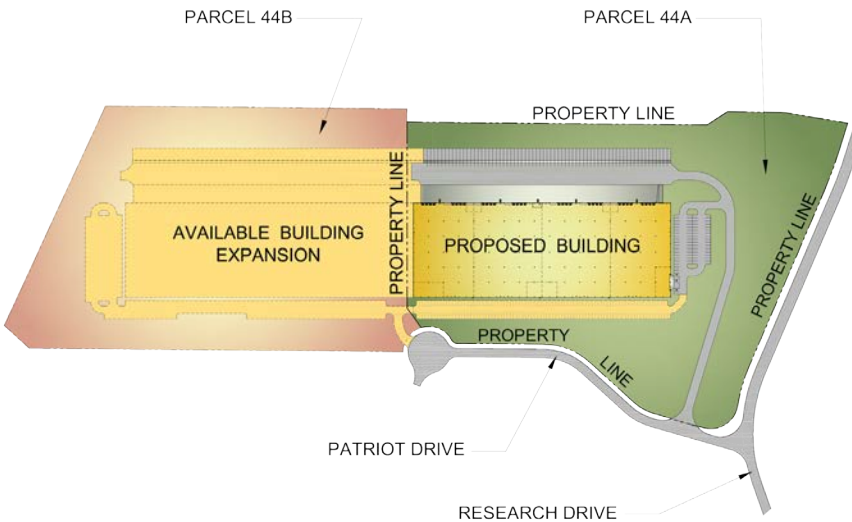 PARCEL 44B
PARCEL 44A
PROPERTY LINE
PROPERTY LINE
AVAILABLE BUILDING
EXPANSION
PROPOSED BUILDING
PROPERTY LINE
PROPERTY
LINE
PATRIOT DRIVE
RESEARCH DRIVE